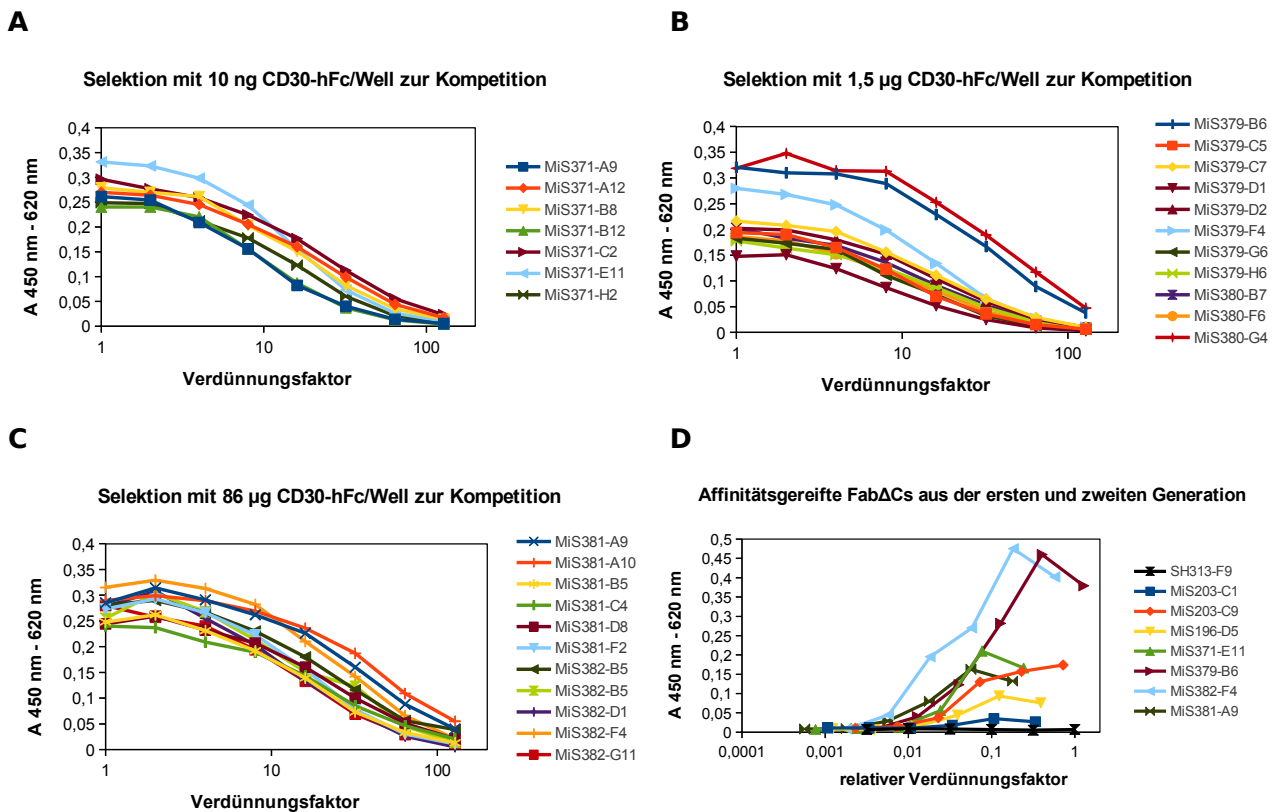 A
Selektion mit 10 ng CD30-hFc/Well zur Kompetition
A 450 nm - 620 nm
0,4
0,35
0,3
0,25
0,2
0,15
0,1
0,05
0
1
10
100
Verdünnungsfaktor
MiS371-A9
MiS371-A12
MiS371-B8
MiS371-B12
MiS371-C2
MiS371-E11
MiS371-H2
B
Selektion mit 1,5 µg CD30-hFc/Well zur Kompetition
A 450 nm - 620 nm
0,4
0,35
0,3
0,25
0,2
0,15
0,1
0,05
0
1
10
100
Verdünnungsfaktor
MiS379-B6
MiS379-C5
MiS379-C7
MiS379-D1
MiS379-D2
MiS379-F4
MiS379-G6
MiS379-H6
MiS380-B7
MiS380-F6
MiS380-G4
C
Selektion mit 86 µg CD30-hFc/Well zur Kompetition
A 450 nm - 620 nm
0,4
0,35
0,3
0,25
0,2
0,15
0,1
0,05
0
1
10
100
Verdünnungsfaktor
MiS381-A9
MiS381-A10
MiS381-B5
MiS381-C4
MiS381-D8
MiS381-F2
MiS382-B5
MiS382-B5
MiS382-D1
MiS382-F4
MiS382-G11
D
Affinitätsgereifte FabΔCs aus der ersten und zweiten Generation
A 450 nm - 620 nm
0,5
0,45
0,4
0,35
0,3
0,25
0,2
0,15
0,1
0,05
0
0,0001
0,001
0,01
0,1
1
relativer Verdünnungsfaktor
SH313-F9
MiS203-C1
MiS203-C9
MiS196-D5
MiS371-E11
MiS379-B6
MiS382-F4
MiS381-A9